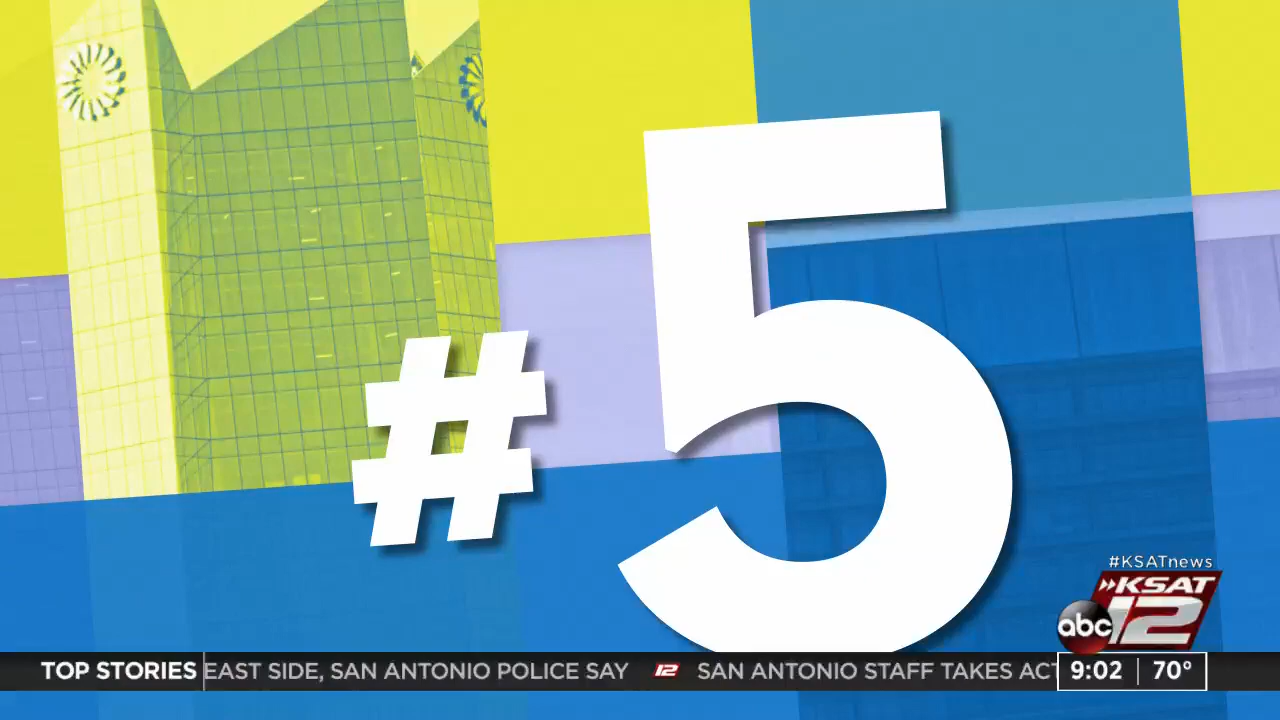 #5
#KSATnews
KSAT
abc 12
TOP STORIES EAST SIDE, SAN ANTONIO POLICE SAY 12 SAN ANTONIO STAFF TAKES 9:02 70°